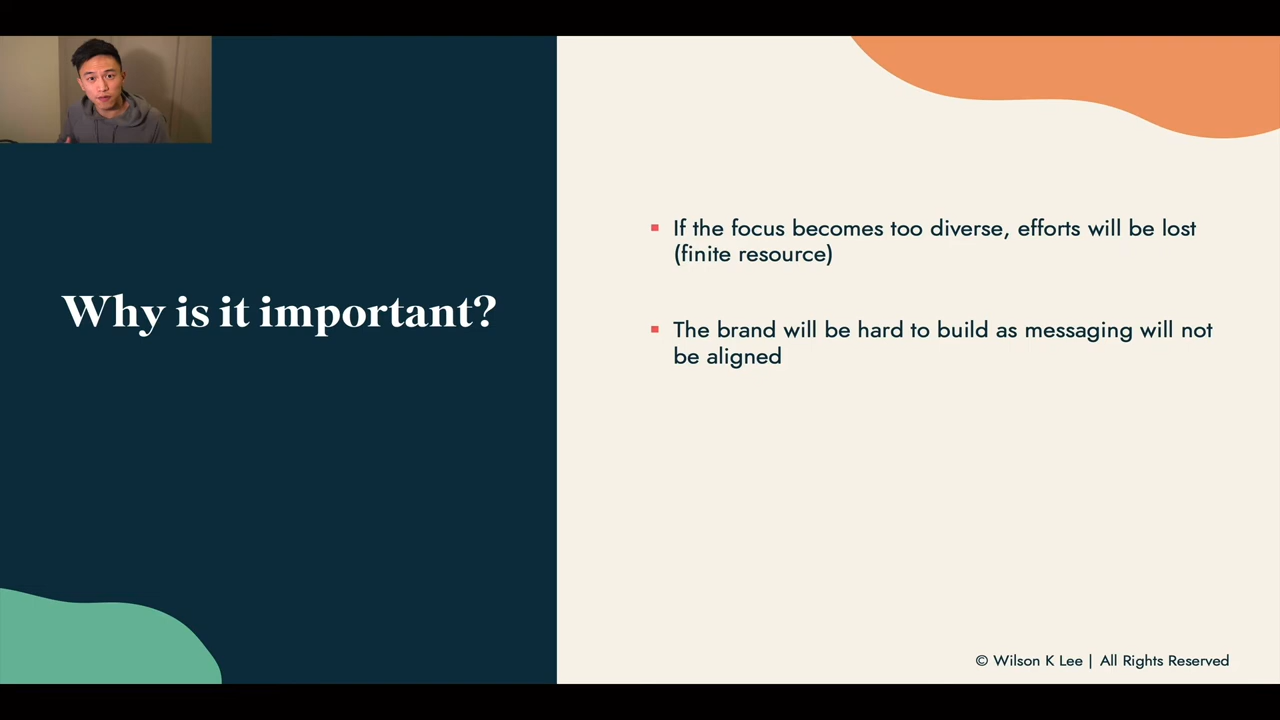 Why is it important?
If the focus becomes too diverse, efforts will be lost
(finite resource)
The brand will be hard to build as messaging will not
be aligned
© Wilson K Lee | All Rights Reserved